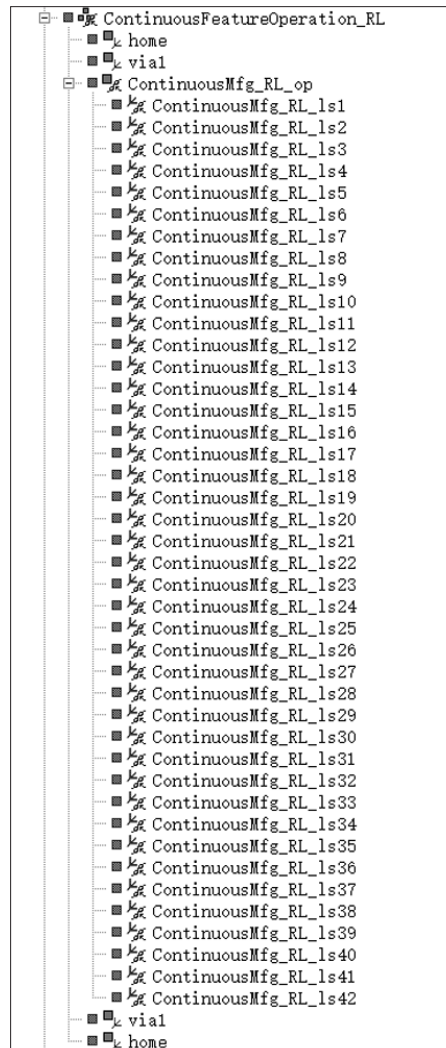 ContinuousFeatureOperation_RL
home
via1
ContinuousMfg_RL_op
ContinuousMfg_RL_ls1
ContinuousMfg_RL_ls2
ContinuousMfg_RL_ls3
ContinuousMfg_RL_ls4
ContinuousMfg_RL_ls5
ContinuousMfg_RL_ls6
ContinuousMfg_RL_ls7
ContinuousMfg_RL_ls8
ContinuousMfg_RL_ls9
ContinuousMfg_RL_ls10
ContinuousMfg_RL_ls11
ContinuousMfg_RL_ls12
ContinuousMfg_RL_ls13
ContinuousMfg_RL_ls14
ContinuousMfg_RL_ls15
ContinuousMfg_RL_ls16
ContinuousMfg_RL_ls17
ContinuousMfg_RL_ls18
ContinuousMfg_RL_ls19
ContinuousMfg_RL_ls20
ContinuousMfg_RL_ls21
ContinuousMfg_RL_ls22
ContinuousMfg_RL_ls23
ContinuousMfg_RL_ls24
ContinuousMfg_RL_ls25
ContinuousMfg_RL_ls26
ContinuousMfg_RL_ls27
ContinuousMfg_RL_ls28
ContinuousMfg_RL_ls29
ContinuousMfg_RL_ls30
ContinuousMfg_RL_ls31
ContinuousMfg_RL_ls32
ContinuousMfg_RL_ls33
ContinuousMfg_RL_ls34
ContinuousMfg_RL_ls35
ContinuousMfg_RL_ls36
ContinuousMfg_RL_ls37
ContinuousMfg_RL_ls38
ContinuousMfg_RL_ls39
ContinuousMfg_RL_ls40
ContinuousMfg_RL_ls41
ContinuousMfg_RL_ls42
via1
home